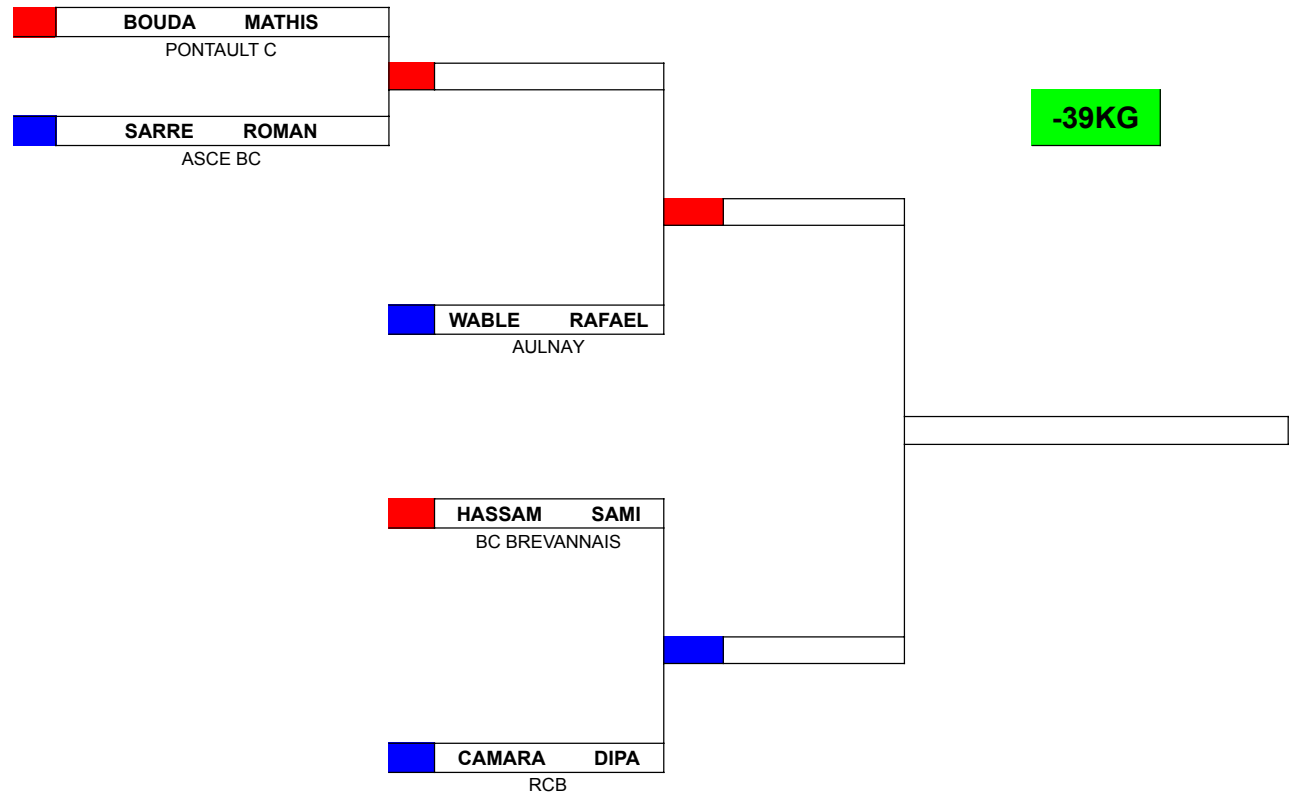 BOUDA MATHIS
PONTAULT C
-39KG
SARRE ROMAN
ASCE BC
WABLE RAFAEL
AULNAY
HASSAM SAMI
BC BREVANNAIS
CAMARA DIPA
RCB